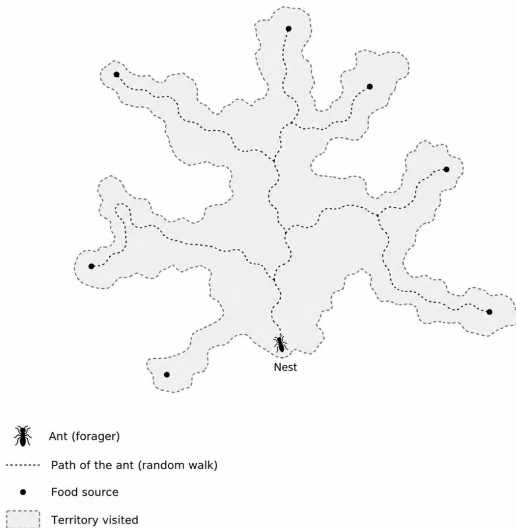 Nest
Ant (forager)
Path of the ant (random walk)
Food source
Territory visited